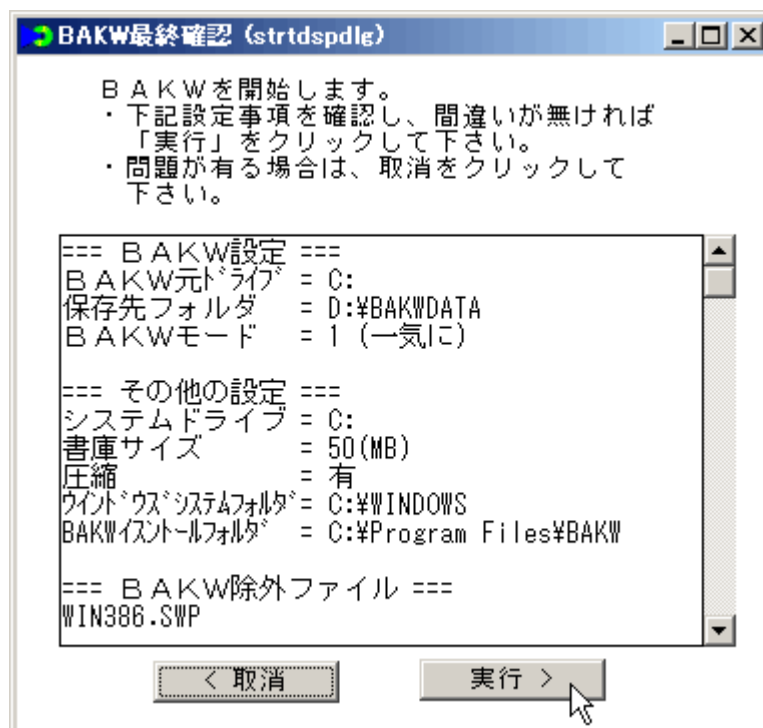 BAKW最終確認 (strtdspdlg)
ＢＡＫＷを開始します。
・下記設定事項を確認し、間違いが無ければ
「実行」をクリックして下さい。
・問題が有る場合は、取消をクリックして
下さい。
=== ＢＡＫＷ設定 ===
ＢＡＫＷ元ﾄﾞﾗｲﾌﾞ = C:
保存先フォルダ = D:¥BAKWDATA
ＢＡＫＷモード = 1 (一気に)
=== その他の設定 ===
システムドライブ = C:
書庫サイズ = 50(MB)
圧縮 = 有
ｳｲﾝﾄﾞｳｽﾞｼｽﾃﾑﾌｫﾙﾀﾞ= C:¥WINDOWS
BAKWｲｽﾝﾄｰﾙﾌｫﾙﾀﾞ = C:¥Program Files¥BAKW
=== ＢＡＫＷ除外ファイル ===
WIN386.SWP
< 取消
実行 >